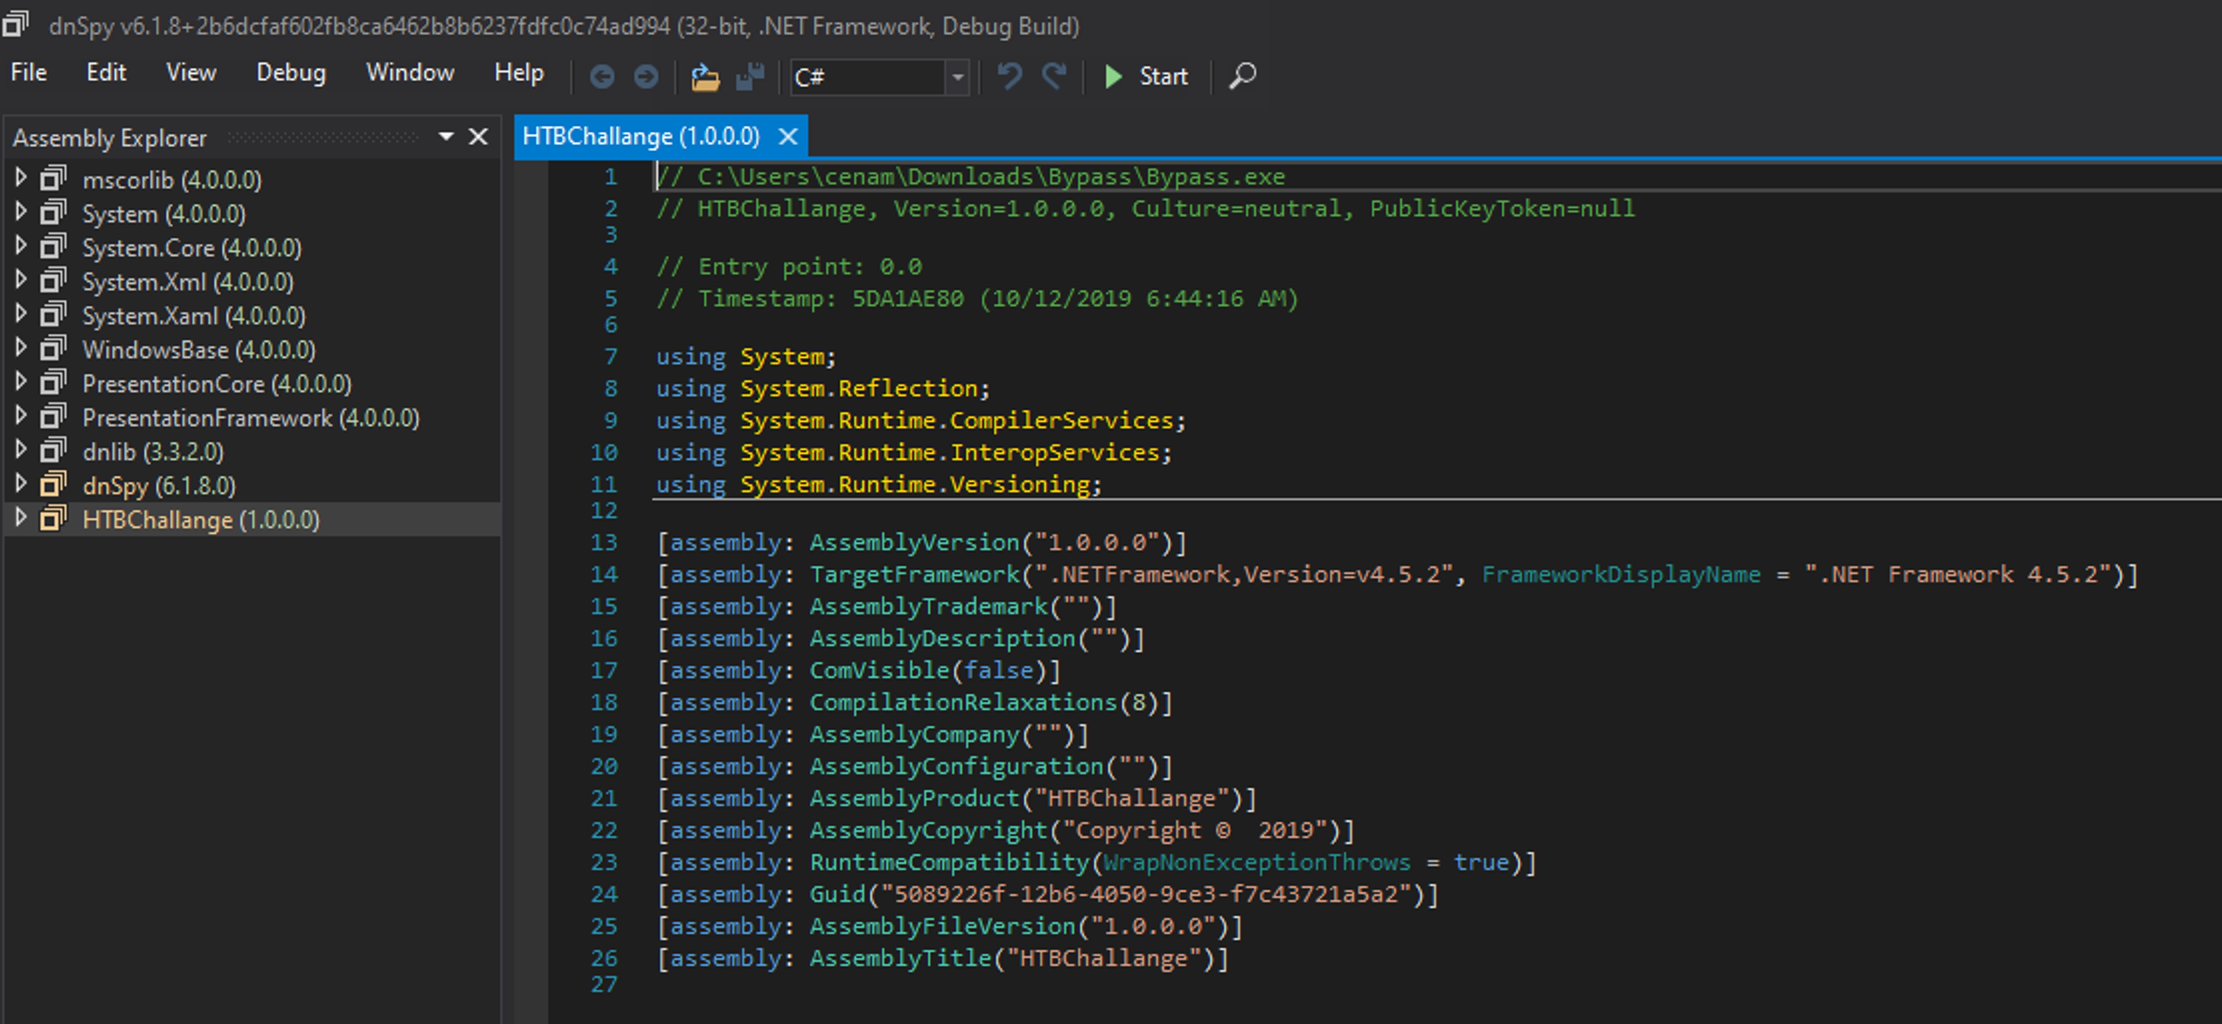 dnSpy v6.1.8+2b6dcfaf602fb8ca6462b8b6237fdfc0c74ad994 (32-bit, .NET Framework, Debug Build)
File Edit View Debug Window Help C# Start
Assembly Explorer
mscorlib (4.0.0.0)
System (4.0.0.0)
System.Core (4.0.0.0)
System.Xml (4.0.0.0)
System.Xaml (4.0.0.0)
WindowsBase (4.0.0.0)
PresentationCore (4.0.0.0)
PresentationFramework (4.0.0.0)
dnlib (3.3.2.0)
dnSpy (6.1.8.0)
HTBChallange (1.0.0.0)
HTBChallange (1.0.0.0)
1 // C:\Users\cenam\Downloads\Bypass\Bypass.exe
2 // HTBChallange, Version=1.0.0.0, Culture=neutral, PublicKeyToken=null
3
4 // Entry point: 0.0
5 // Timestamp: 5DA1AE80 (10/12/2019 6:44:16 AM)
6
7 using System;
8 using System.Reflection;
9 using System.Runtime.CompilerServices;
10 using System.Runtime.InteropServices;
11 using System.Runtime.Versioning;
12
13 [assembly: AssemblyVersion("1.0.0.0")]
14 [assembly: TargetFramework(".NETFramework,Version=v4.5.2", FrameworkDisplayName = ".NET Framework 4.5.2")]
15 [assembly: AssemblyTrademark("")]
16 [assembly: AssemblyDescription("")]
17 [assembly: ComVisible(false)]
18 [assembly: CompilationRelaxations(8)]
19 [assembly: AssemblyCompany("")]
20 [assembly: AssemblyConfiguration("")]
21 [assembly: AssemblyProduct("HTBChallange")]
22 [assembly: AssemblyCopyright("Copyright ©  2019")]
23 [assembly: RuntimeCompatibility(WrapNonExceptionThrows = true)]
24 [assembly: Guid("5089226f-12b6-4050-9ce3-f7c43721a5a2")]
25 [assembly: AssemblyFileVersion("1.0.0.0")]
26 [assembly: AssemblyTitle("HTBChallange")]
27